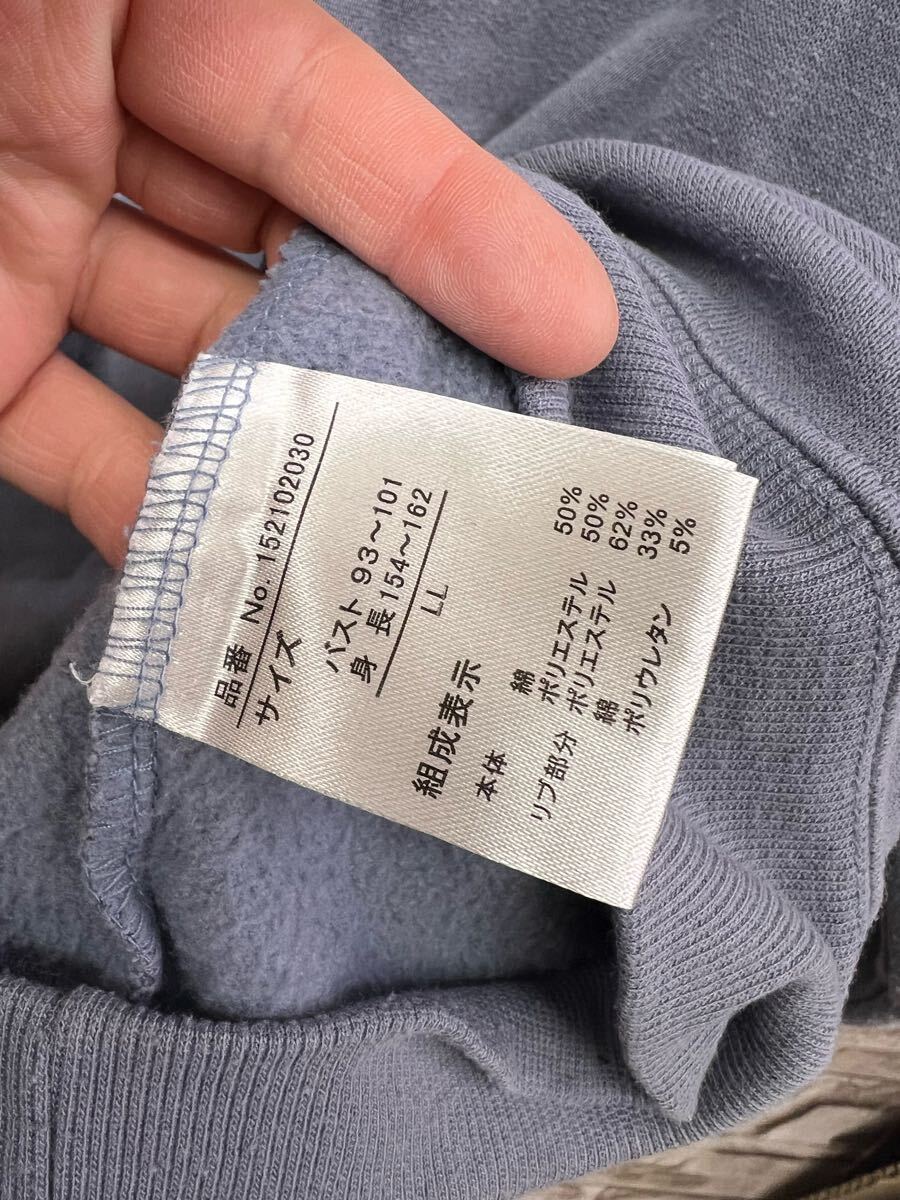 品番 No. 152102030
サイズ
バスト 93～101
身 長 154～162
LL
組成表示
本体 綿 50%
ポリエステル 50%
リブ部分 ポリエステル 62%
綿 33%
ポリウレタン 5%